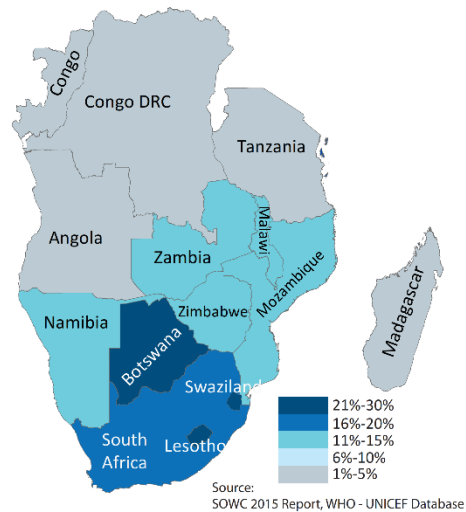 Congo
Congo DRC
Tanzania
Angola
Malawi
Zambia
Mozambique
Madagascar
Namibia
Zimbabwe
Botswana
Swaziland
South
Africa
Lesotho
21%-30%
16%-20%
11%-15%
6%-10%
1%-5%
Source:
SOWC 2015 Report, WHO - UNICEF Database